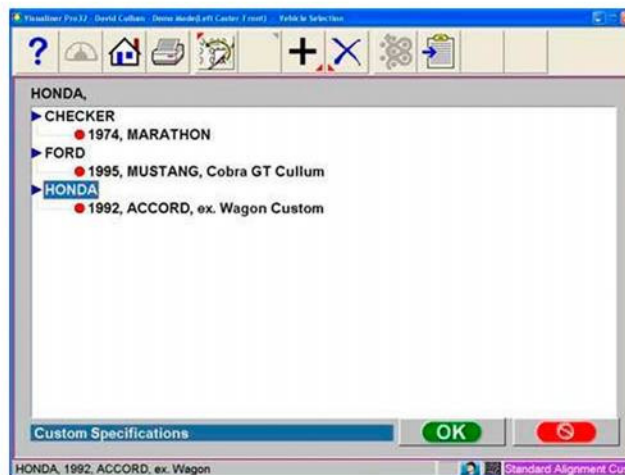 Visualiner Pro32 - David Cullum - Demo Mode(Left Caster Front) - Vehicle Selection
HONDA,
CHECKER
1974, MARATHON
FORD
1995, MUSTANG, Cobra GT Cullum
HONDA
1992, ACCORD, ex. Wagon Custom
Custom Specifications
OK
HONDA, 1992, ACCORD, ex. Wagon
Standard Alignment Cus